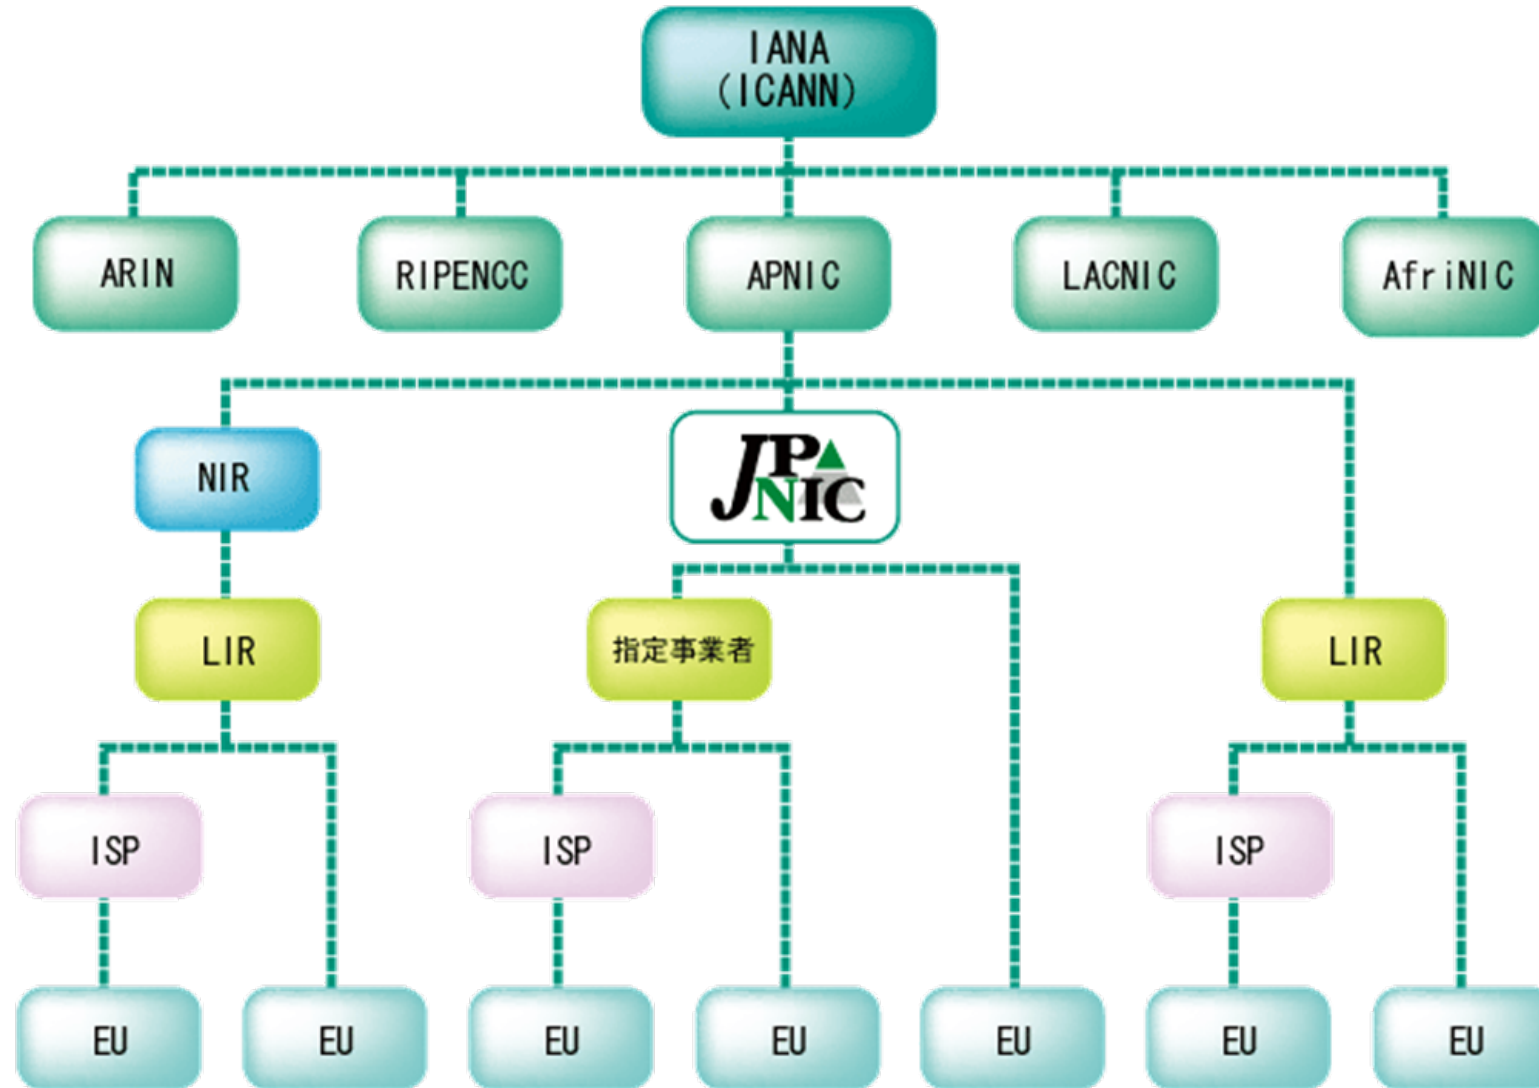 IANA
(ICANN)
ARIN
RIPENCC
APNIC
LACNIC
AfriNIC
NIR
JPNIC
LIR
指定事業者
LIR
ISP
ISP
ISP
EU
EU
EU
EU
EU
EU
EU